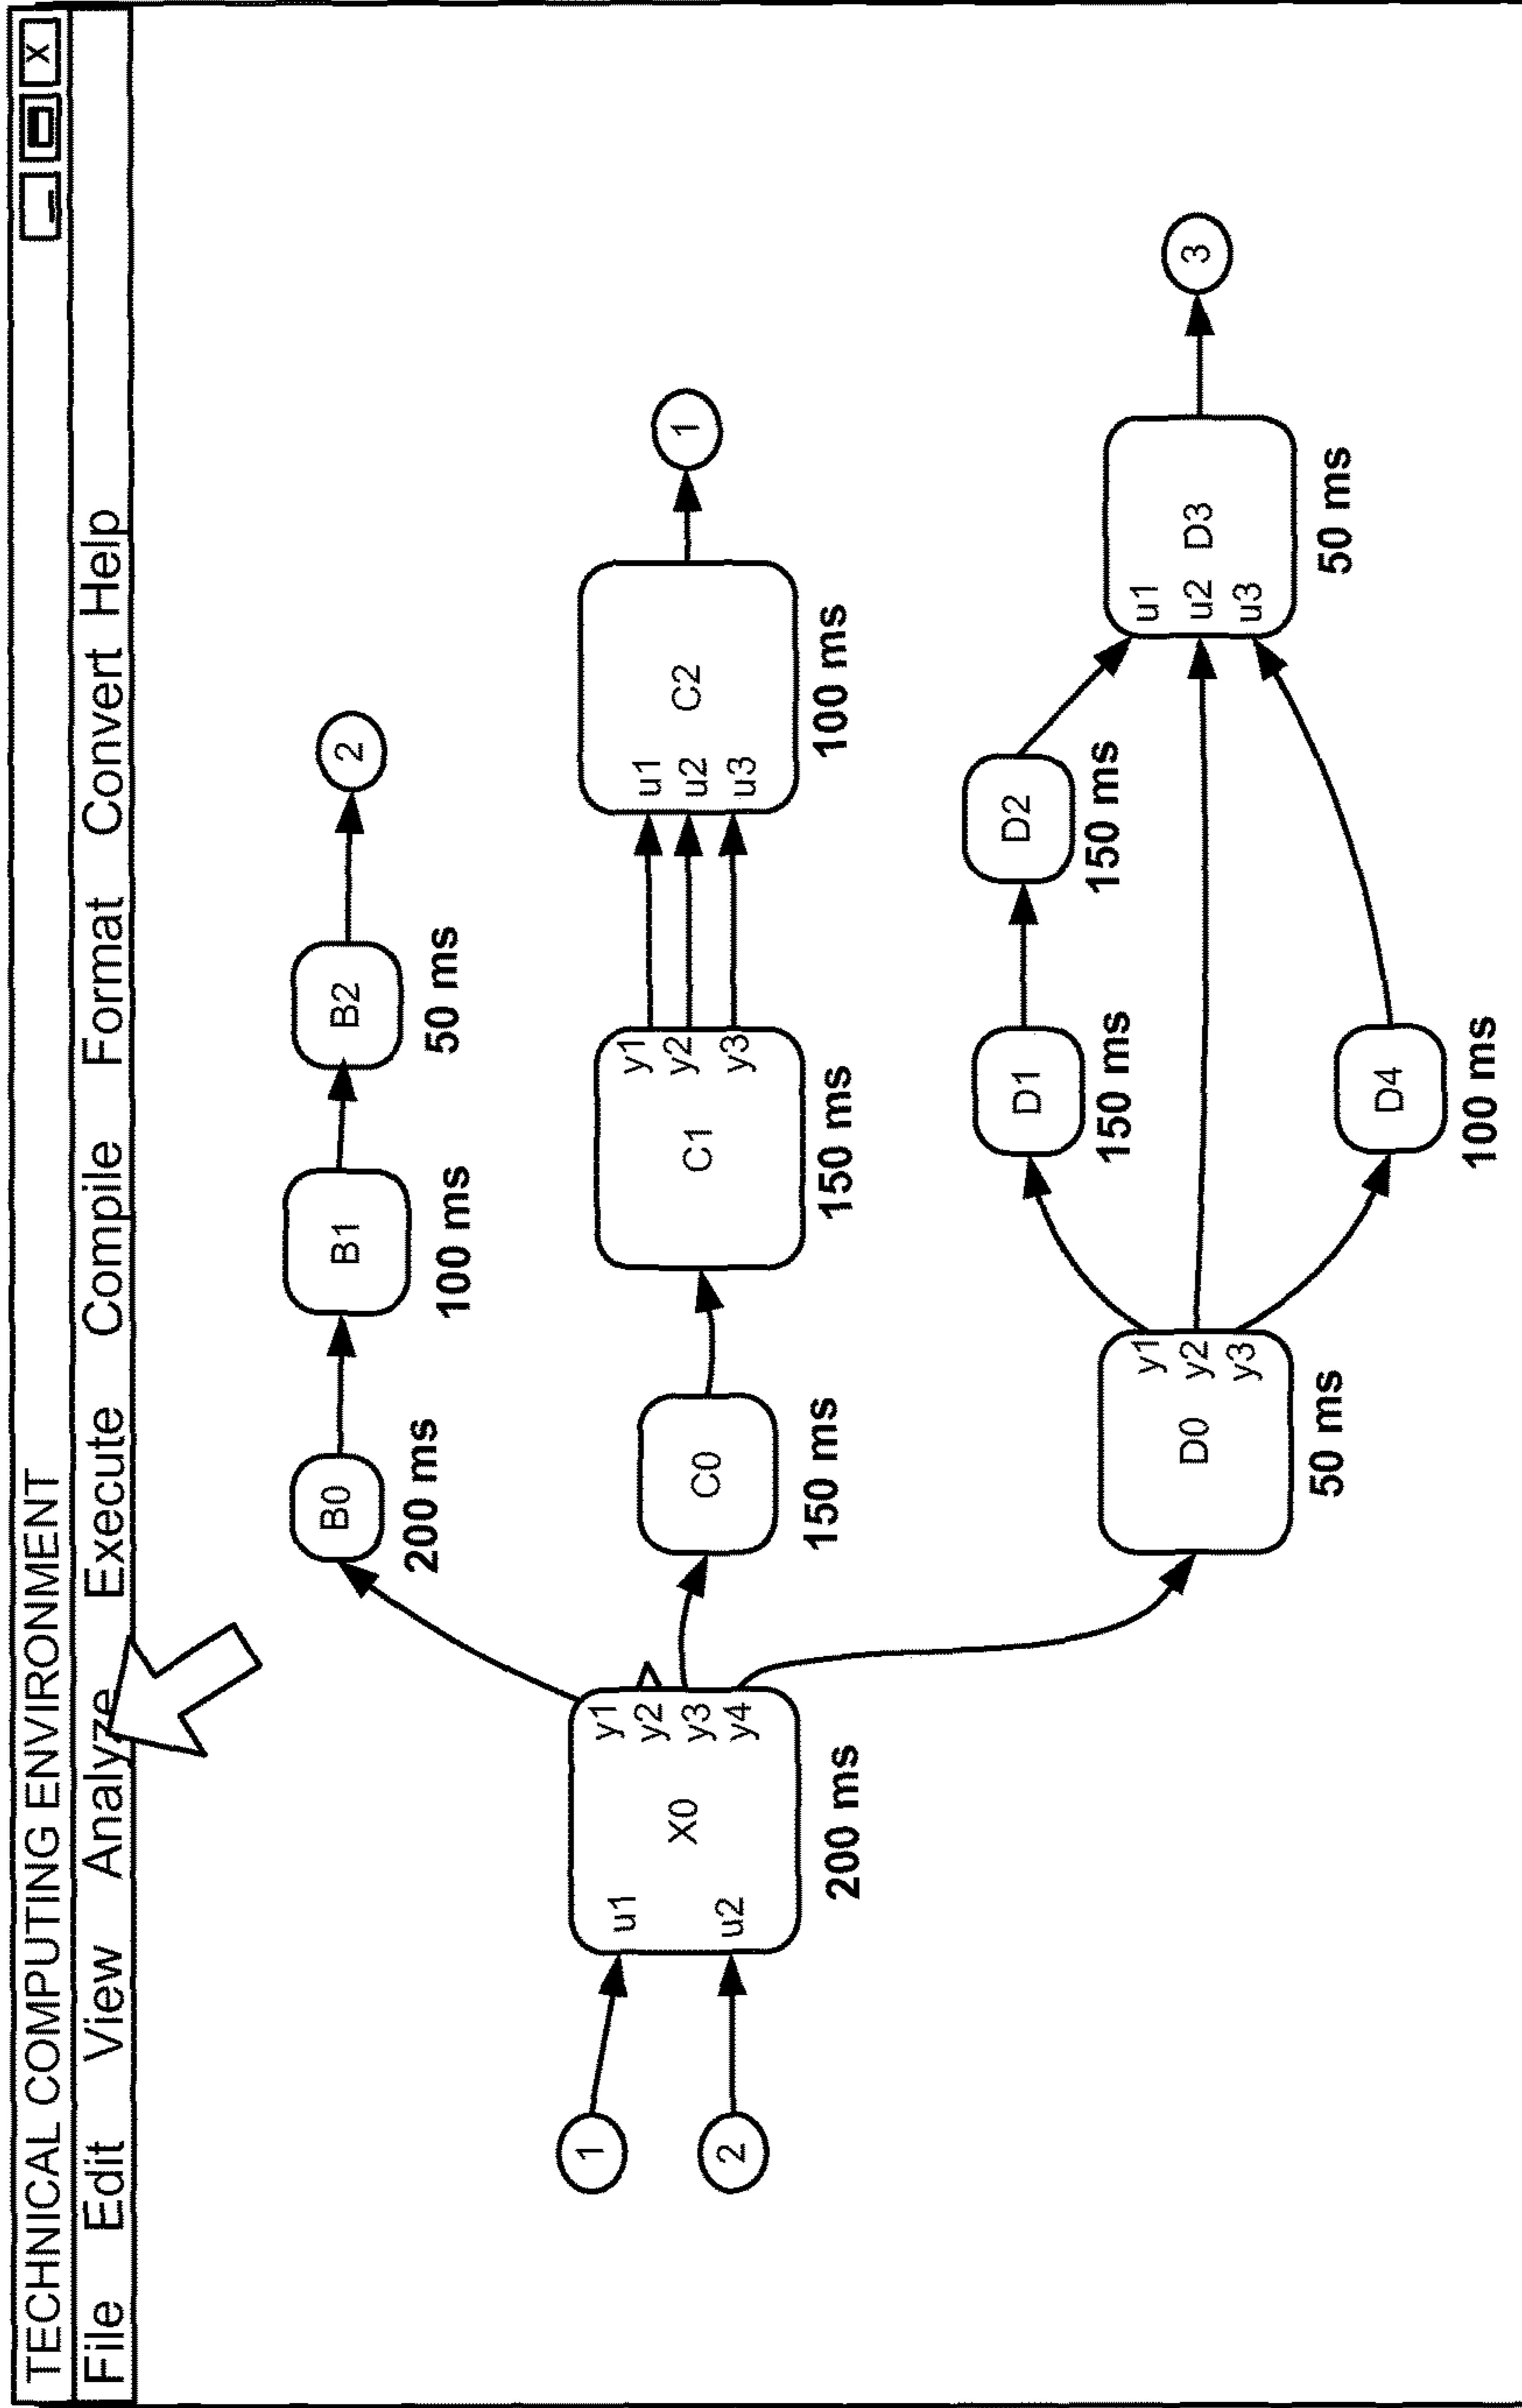 TECHNICAL COMPUTING ENVIRONMENT
_ X
File Edit View Analyze Execute Compile Format Convert Help
B0
200 ms
B1
100 ms
B2
50 ms
2
1
2
u1
u2
X0
y1
y2
y3
y4
200 ms
C0
150 ms
C1
y1
y2
y3
150 ms
u1
u2
u3
C2
100 ms
1
D0
y1
y2
y3
50 ms
D1
150 ms
D2
150 ms
D4
100 ms
u1
u2
u3
D3
50 ms
3